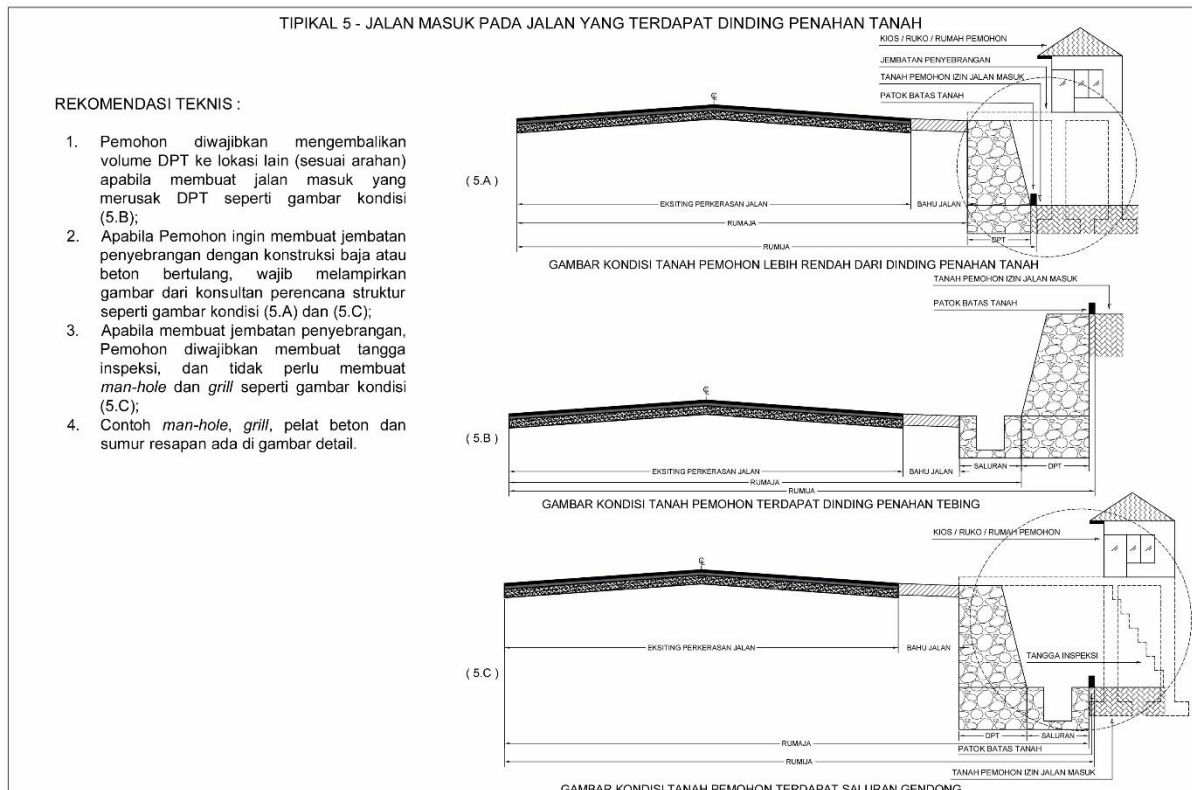 TIPIKAL 5 - JALAN MASUK PADA JALAN YANG TERDAPAT DINDING PENAHAN TANAH
REKOMENDASI TEKNIS :
1. Pemohon diwajibkan mengembalikan
volume DPT ke lokasi lain (sesuai arahan)
apabila membuat jalan masuk yang
merusak DPT seperti gambar kondisi
(5.B);
2. Apabila Pemohon ingin membuat jembatan
penyebrangan dengan konstruksi baja atau
beton bertulang, wajib melampirkan
gambar dari konsultan perencana struktur
seperti gambar kondisi (5.A) dan (5.C);
3. Apabila membuat jembatan penyebrangan,
Pemohon diwajibkan membuat tangga
inspeksi, dan tidak perlu membuat
man-hole dan grill seperti gambar kondisi
(5.C);
4. Contoh man-hole, grill, pelat beton dan
sumur resapan ada di gambar detail.
KIOS / RUKO / RUMAH PEMOHON
JEMBATAN PENYEBRANGAN
TANAH PEMOHON IZIN JALAN MASUK
PATOK BATAS TANAH
( 5.A )
EKSITING PERKERASAN JALAN
BAHU JALAN
RUMAJA
DPT
RUMIJA
GAMBAR KONDISI TANAH PEMOHON LEBIH RENDAH DARI DINDING PENAHAN TANAH
TANAH PEMOHON IZIN JALAN MASUK
PATOK BATAS TANAH
( 5.B )
EKSITING PERKERASAN JALAN
BAHU JALAN
SALURAN
DPT
RUMAJA
RUMIJA
GAMBAR KONDISI TANAH PEMOHON TERDAPAT DINDING PENAHAN TEBING
KIOS / RUKO / RUMAH PEMOHON
EKSITING PERKERASAN JALAN
BAHU JALAN
TANGGA INSPEKSI
( 5.C )
DPT
SALURAN
RUMAJA
PATOK BATAS TANAH
RUMIJA
TANAH PEMOHON IZIN JALAN MASUK
GAMBAR KONDISI TANAH PEMOHON TERDAPAT SALURAN GENDONG